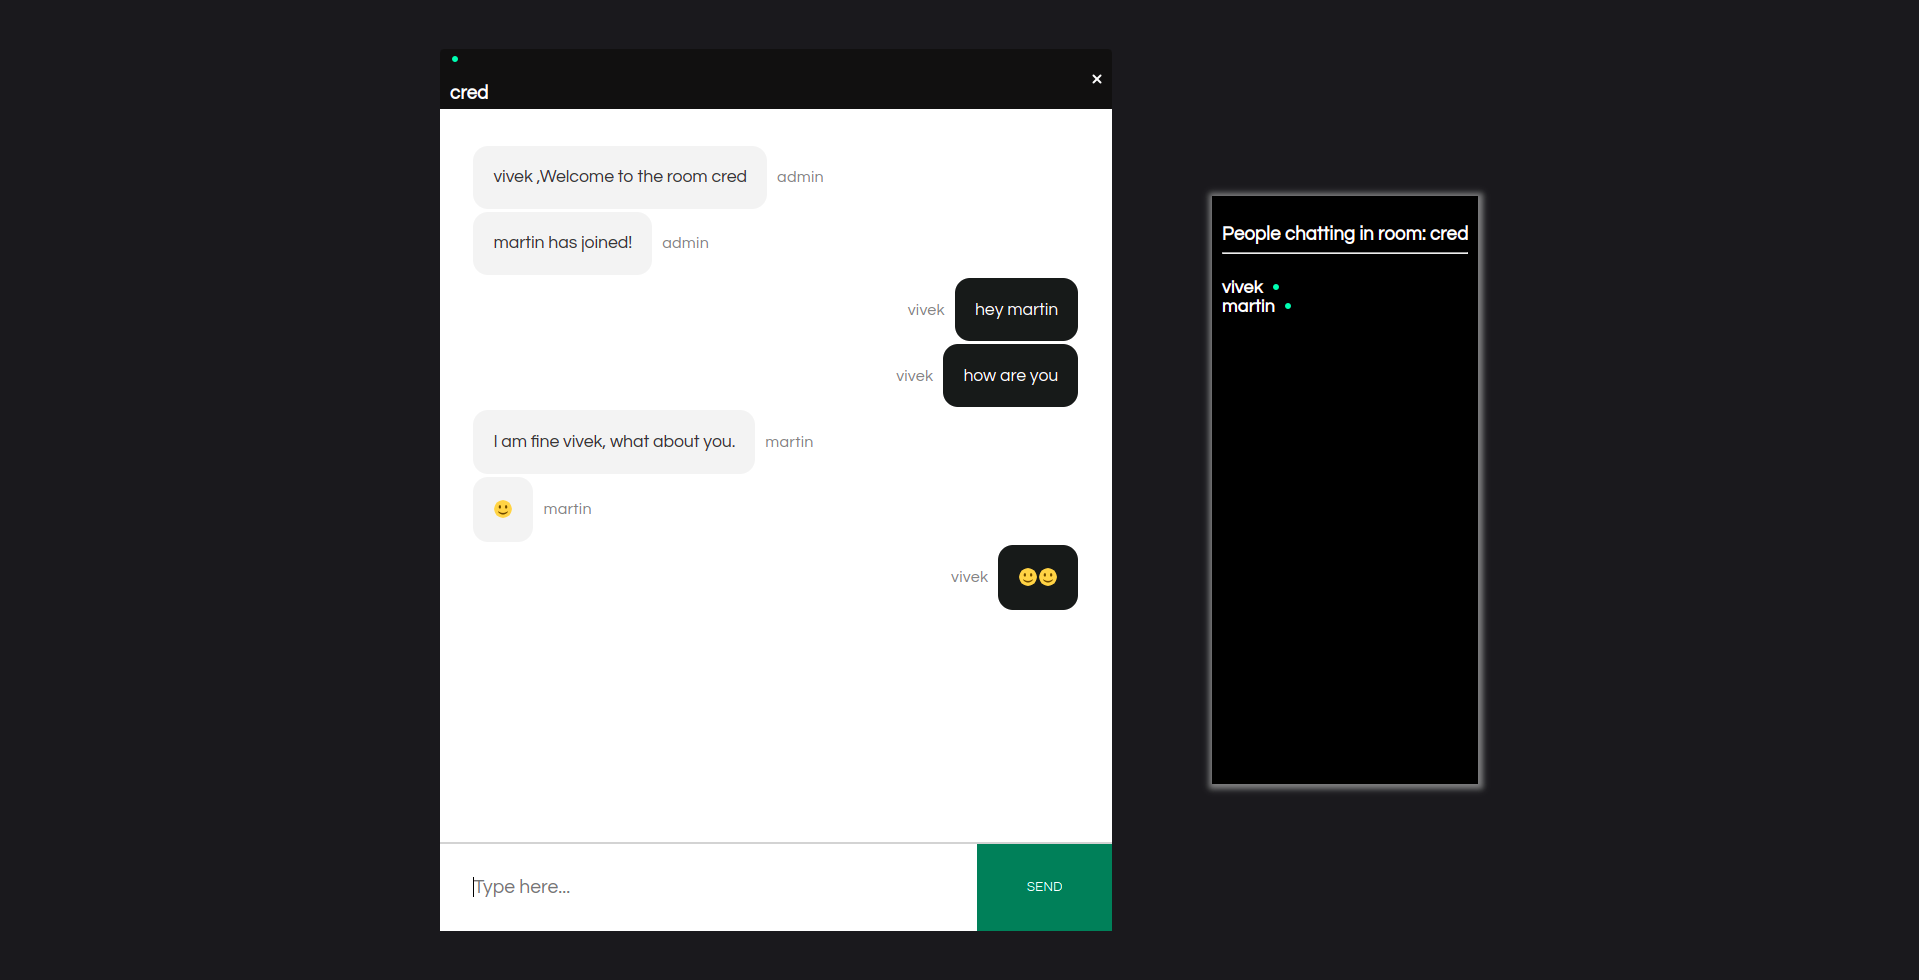 cred
×
vivek ,Welcome to the room cred admin
martin has joined! admin
vivek hey martin
vivek how are you
I am fine vivek, what about you. martin
🙂 martin
vivek 🙂🙂
Type here...
SEND
People chatting in room: cred
vivek
martin